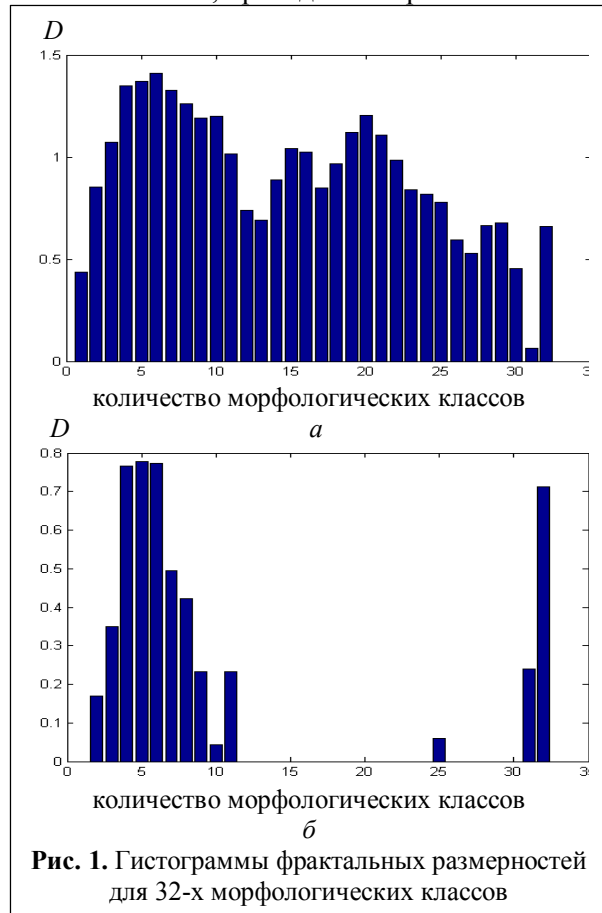 D
1.5
1
0.5
0
0 5 10 15 20 25 30 35
количество морфологических классов
а
D
0.8
0.7
0.6
0.5
0.4
0.3
0.2
0.1
0
0 5 10 15 20 25 30 35
количество морфологических классов
б
Рис. 1. Гистограммы фрактальных размерностей
для 32-х морфологических классов